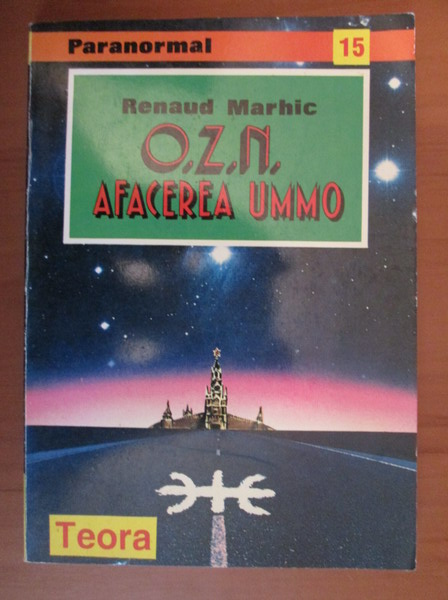 Paranormal 15
Renaud Marhic
O.Z.N.
AFACEREA UMMO
Teora